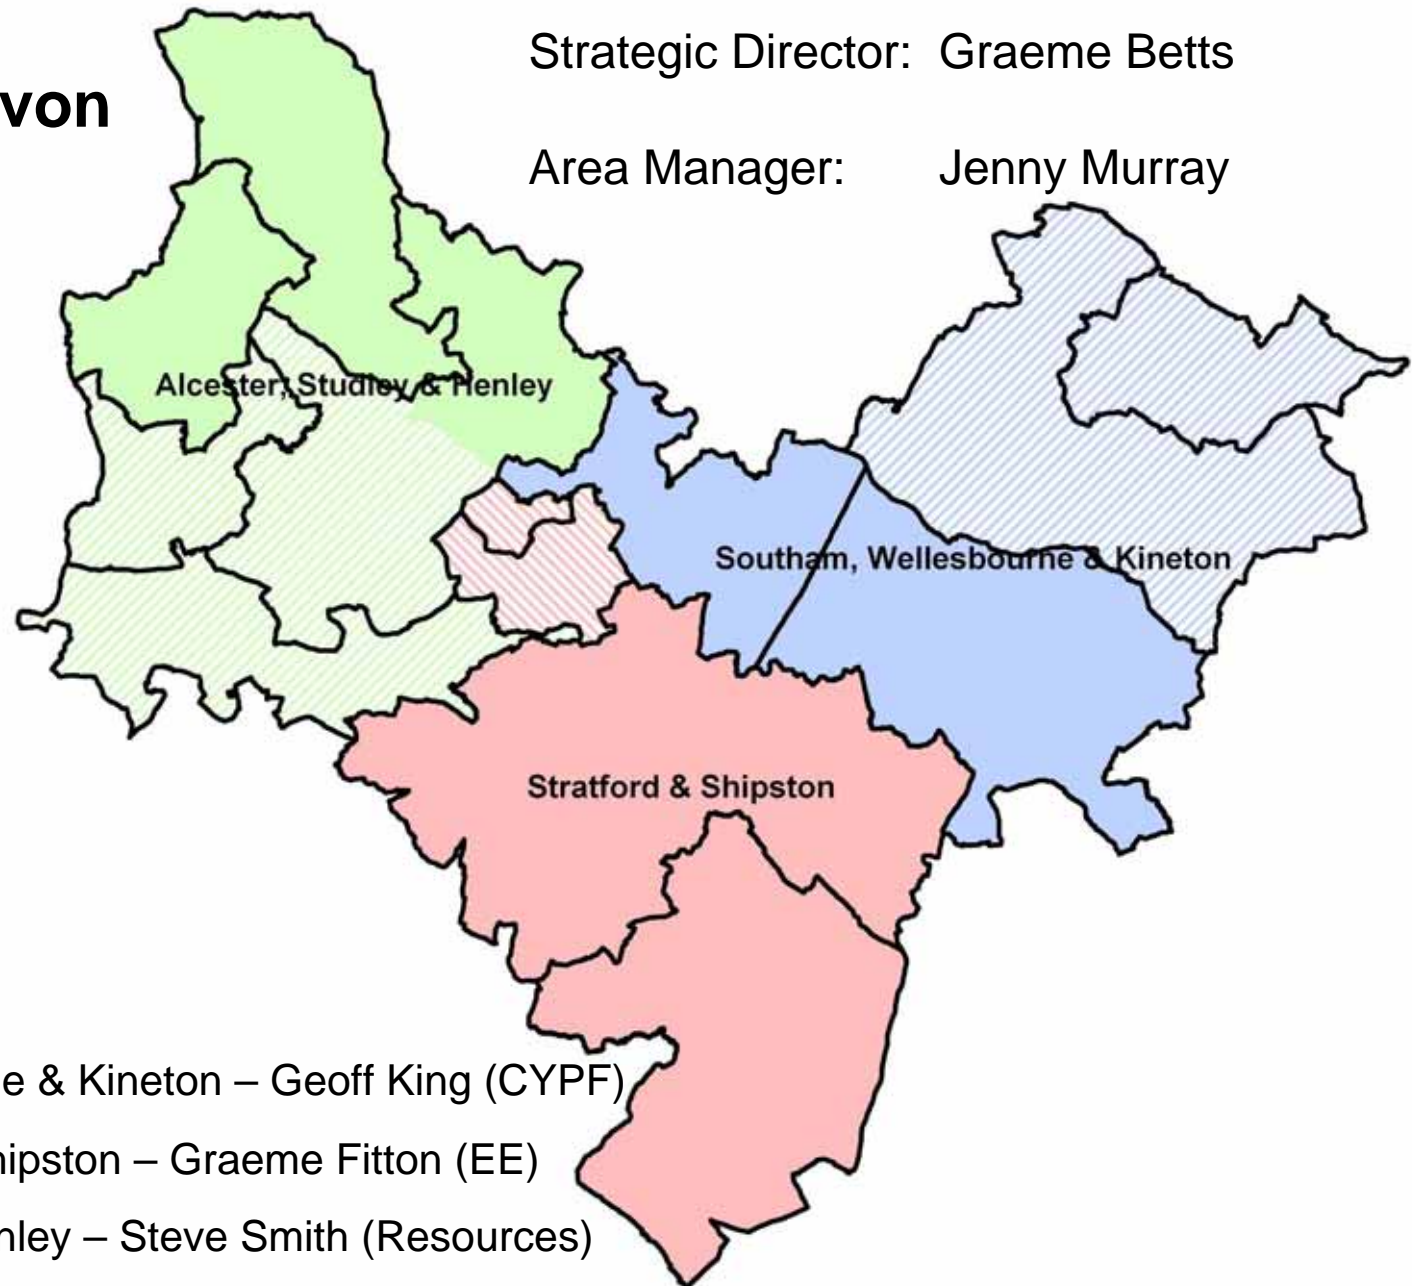 Strategic Director: Graeme Betts
von
Area Manager: Jenny Murray
Alcester, Studley & Henley
Southam, Wellesbourne & Kineton
Stratford & Shipston
e & Kineton – Geoff King (CYPF)
hipston – Graeme Fitton (EE)
nley – Steve Smith (Resources)